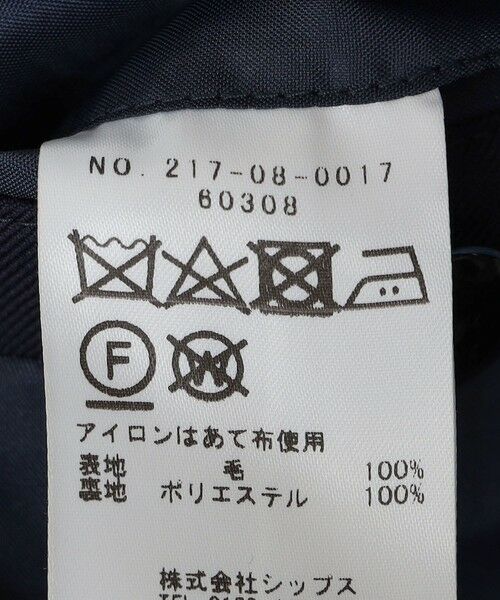 NO. 217-08-0017
60308
F W
アイロンはあて布使用
表地 毛 100%
裏地 ポリエステル 100%
株式会社シップス